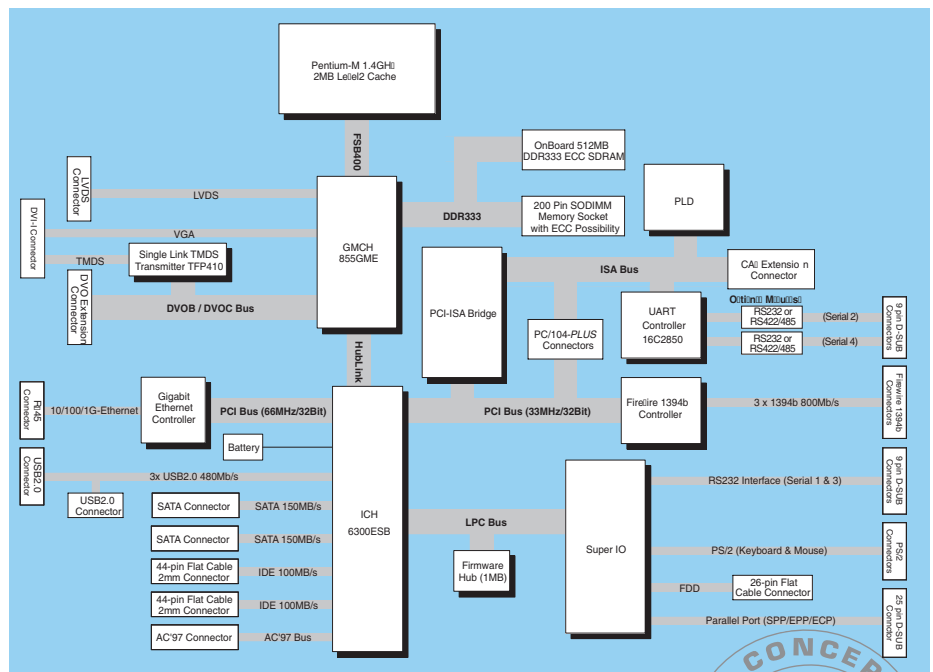 Pentium-M 1.4GH
2MB Le el2 Cache
FSB400
OnBoard 512MB
DDR333 ECC SDRAM
LVDS
Connector
LVDS
DDR333
200 Pin SODIMM
Memory Socket
with ECC Possibility
PLD
DVI-I Connector
VGA
GMCH
855GME
TMDS
Single Link TMDS
Transmitter TFP410
DVO Extension
Connector
DVOB / DVOC Bus
PCI-ISA Bridge
ISA Bus
CA Extensio n
Connector
UART
Controller
16C2850
RS232 or
RS422/485
(Serial 2)
RS232 or
RS422/485
(Serial 4)
9 pin D-SUB
Connectors
PC/104-PLUS
Connectors
HubLink
RJ45
Connector
10/100/1G-Ethernet
Gigabit
Ethernet
Controller
PCI Bus (66MHz/32Bit)
PCI Bus (33MHz/32Bit)
Fire ire 1394b
Controller
3 x 1394b 800Mb/s
Firewire 1394b
Connectors
Battery
USB2.0
Connector
3x USB2.0 480Mb/s
USB2.0
Connector
ICH
6300ESB
SATA Connector
SATA 150MB/s
SATA Connector
SATA 150MB/s
44-pin Flat Cable
2mm Connector
IDE 100MB/s
44-pin Flat Cable
2mm Connector
IDE 100MB/s
AC'97 Connector
AC'97 Bus
LPC Bus
Firmware
Hub (1MB)
Super IO
RS232 Interface (Serial 1 & 3)
9 pin D-SUB
Connectors
PS/2 (Keyboard & Mouse)
PS/2
Connectors
FDD
26-pin Flat
Cable Connector
Parallel Port (SPP/EPP/ECP)
25 pin D-SUB
Conndtor
CONCEP